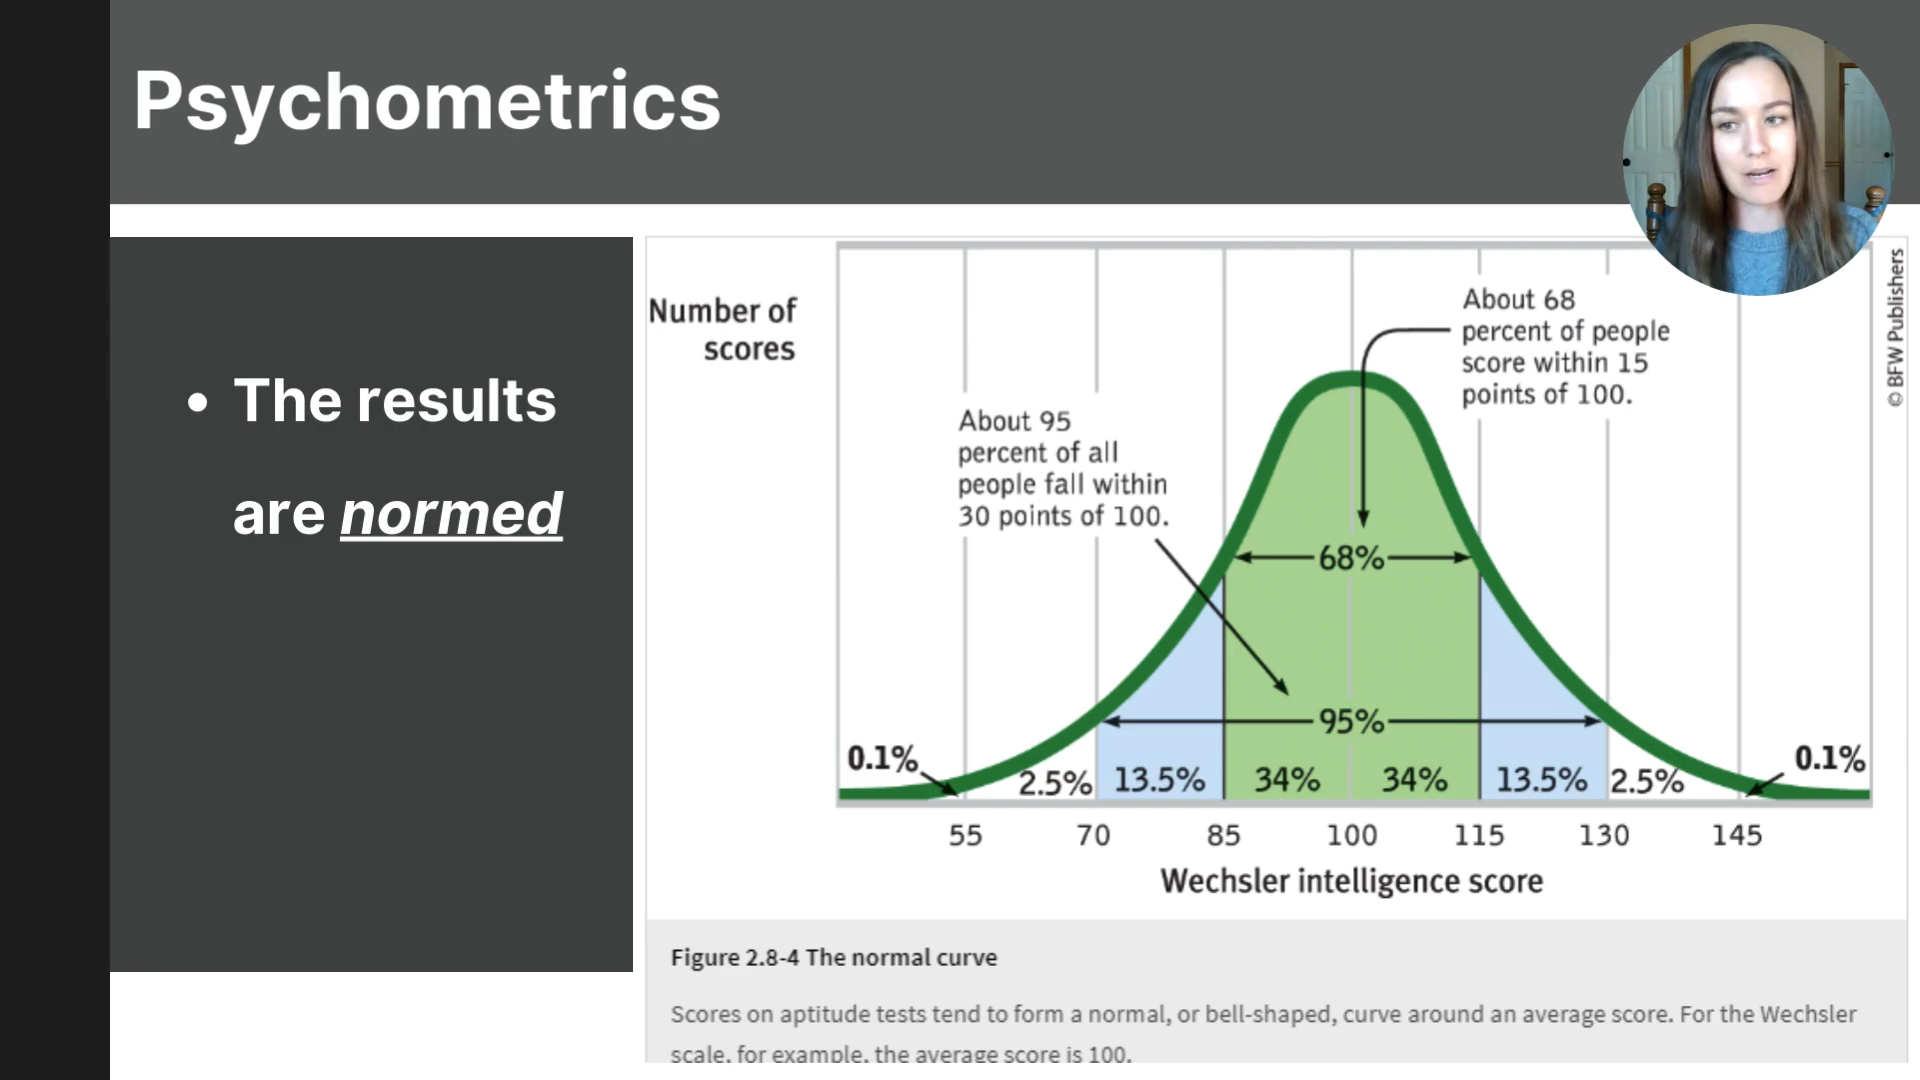 Psychometrics
• The results
are normed
Number of
scores
About 68
percent of people
score within 15
points of 100.
About 95
percent of all
people fall within
30 points of 100.
68%
95%
0.1%
2.5%
13.5%
34%
34%
13.5%
2.5%
0.1%
55
70
85
100
115
130
145
Wechsler intelligence score
© BFW Publishers
Figure 2.8-4 The normal curve
Scores on aptitude tests tend to form a normal, or bell-shaped, curve around an average score. For the Wechsler
scale, for example, the average score is 100.